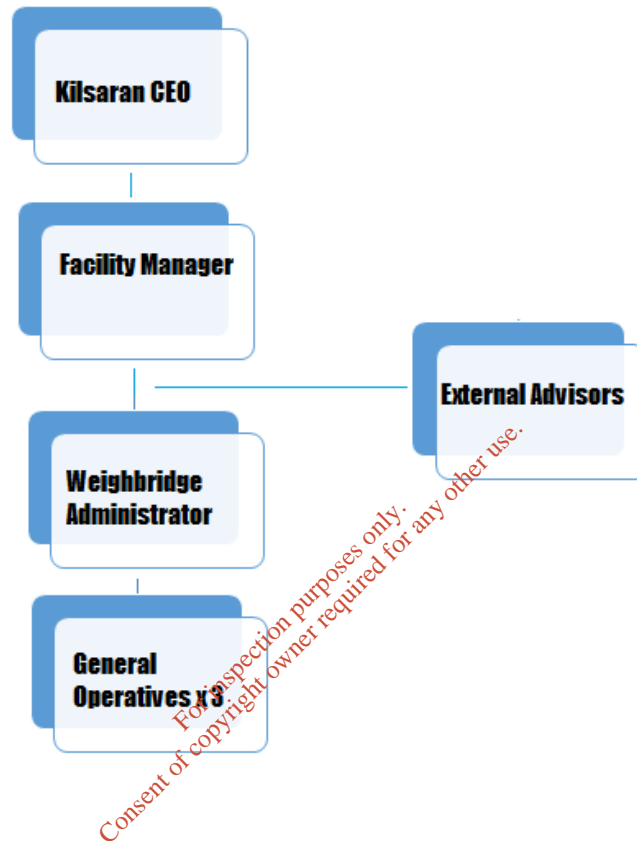 Kilsaran CEO
Facility Manager
External Advisors
Weighbridge
Administrator
General
Operatives x 3
For inspection purposes only.
Consent of copyright owner required for any other use.